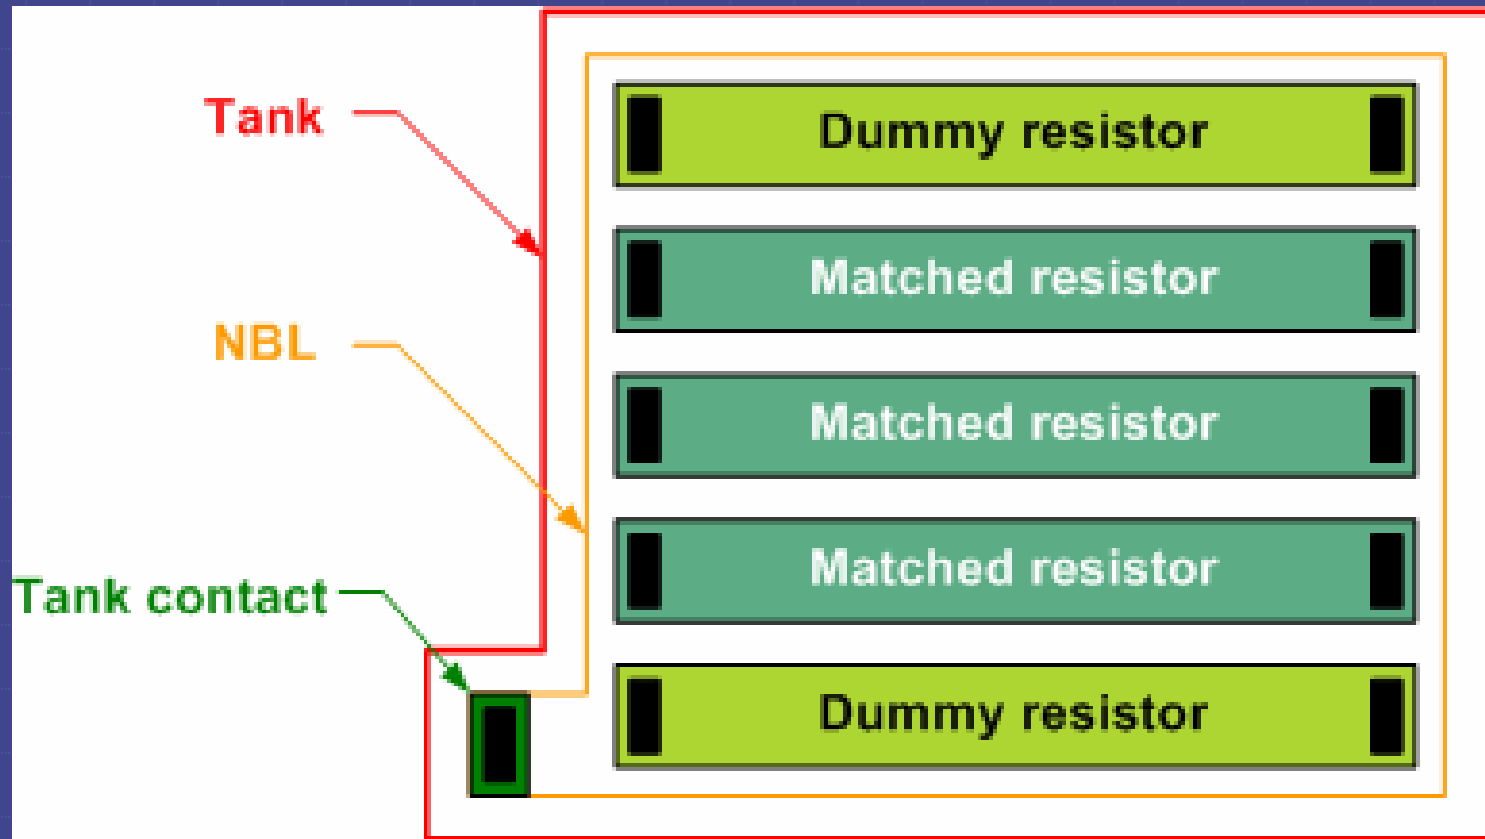 Tank
NBL
Tank contact
Dummy resistor
Matched resistor
Matched resistor
Matched resistor
Dummy resistor